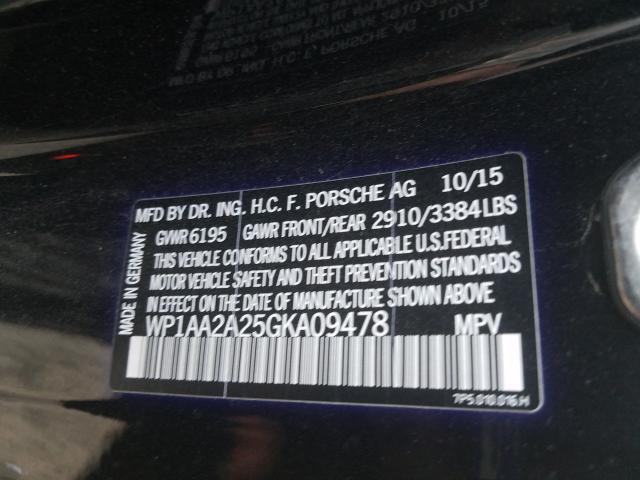 MFD BY DR. ING. H.C. F. PORSCHE AG 10/15
GVWR 6195 GAWR FRONT/REAR 2910/3384 LBS
THIS VEHICLE CONFORMS TO ALL APPLICABLE U.S.FEDERAL
MOTOR VEHICLE SAFETY AND THEFT PREVENTION STANDARDS
IN EFFECT ON THE DATE OF MANUFACTURE SHOWN ABOVE.
WP1AA2A25GKA09478 MPV
7P5.010.016.H
MADE IN GERMANY